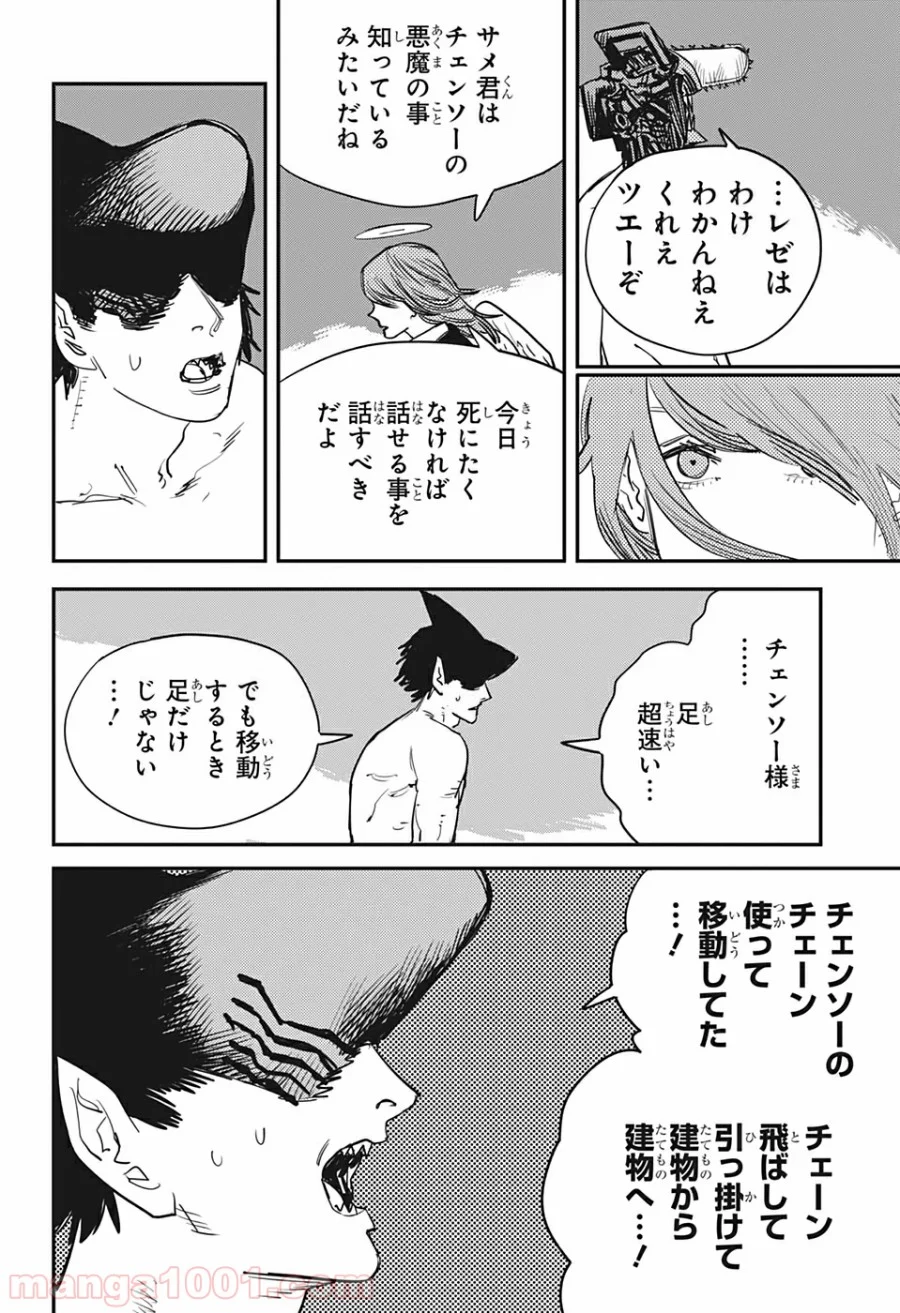 …レゼは
わけ
わかんねえ
くれえ
ツエーぞ
サメ君は
チェンソーの
悪魔の事
知っている
みたいだね
今日
死にたく
なければ
話せる事を
話すべき
だよ
チェンソー様
………
足
超速い…
でも移動
するとき
足だけ
じゃない
…！
チェンソーの
チェーン
使って
移動してた
…！
チェーン
飛ばして
引っ掛けて
建物から
建物へ…！
manga1001.com